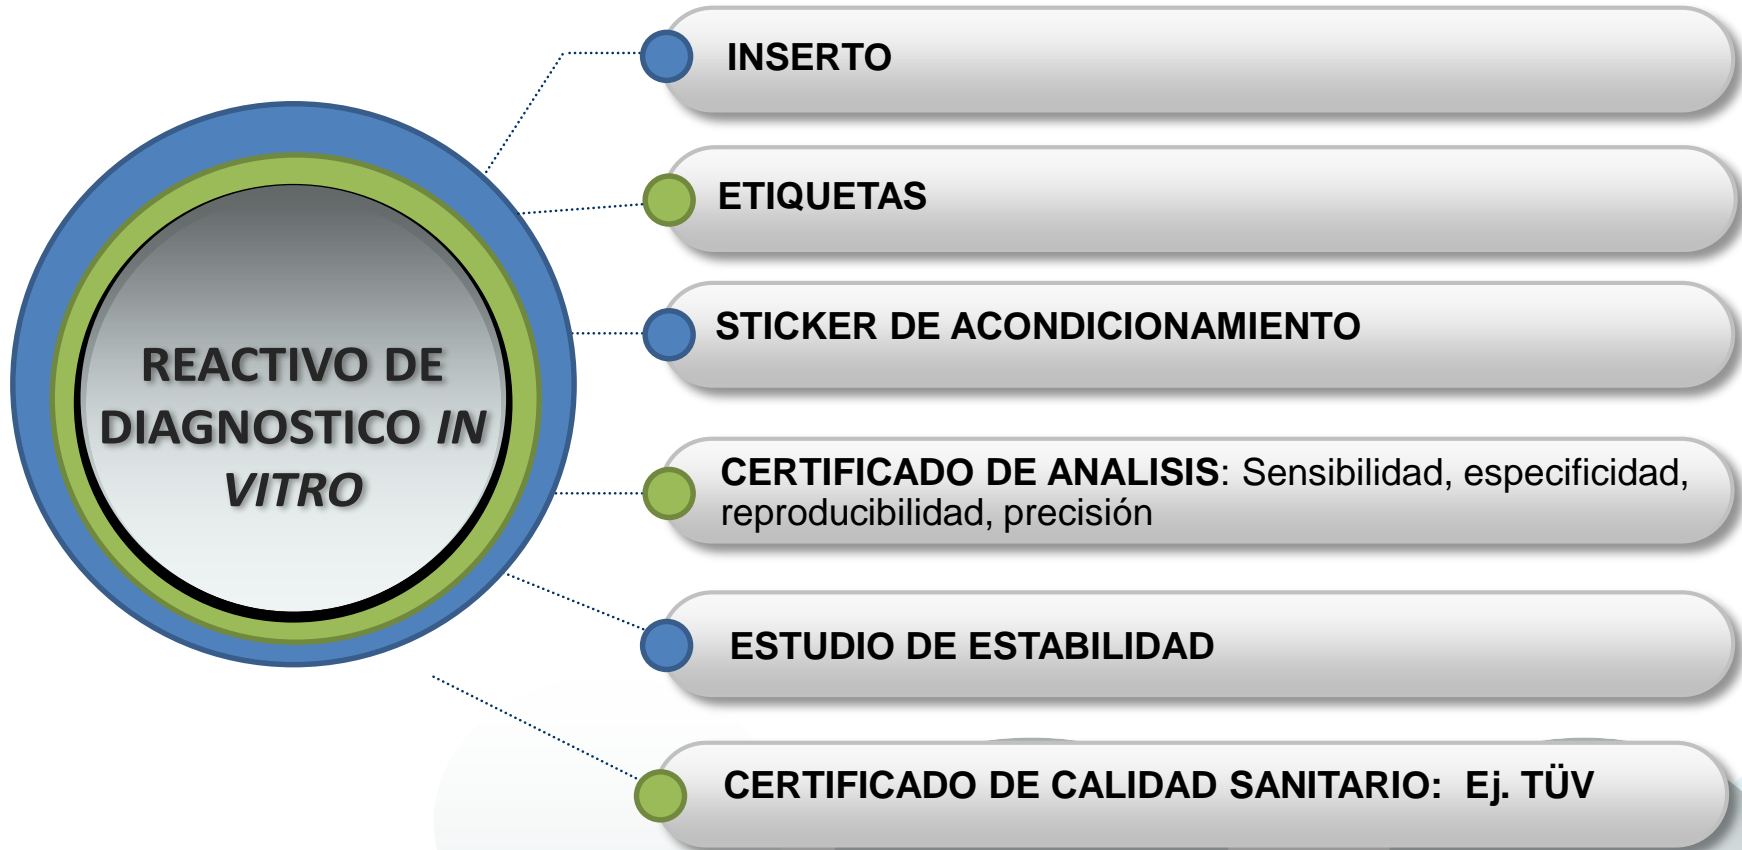 INSERTO
ETIQUETAS
STICKER DE ACONDICIONAMIENTO
REACTIVO DE
DIAGNOSTICO IN
VITRO
CERTIFICADO DE ANALISIS: Sensibilidad, especificidad,
reproducibilidad, precisión
ESTUDIO DE ESTABILIDAD
CERTIFICADO DE CALIDAD SANITARIO: Ej. TÜV